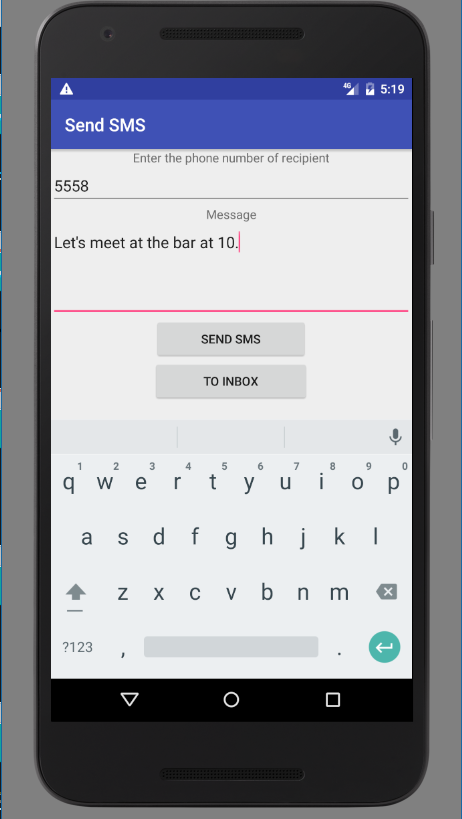 4G 5:19
Send SMS
Enter the phone number of recipient
5558
Message
Let's meet at the bar at 10.
SEND SMS
TO INBOX
1 2 3 4 5 6 7 8 9 0
q w e r t y u i o p
a s d f g h j k l
z x c v b n m
?123 , .